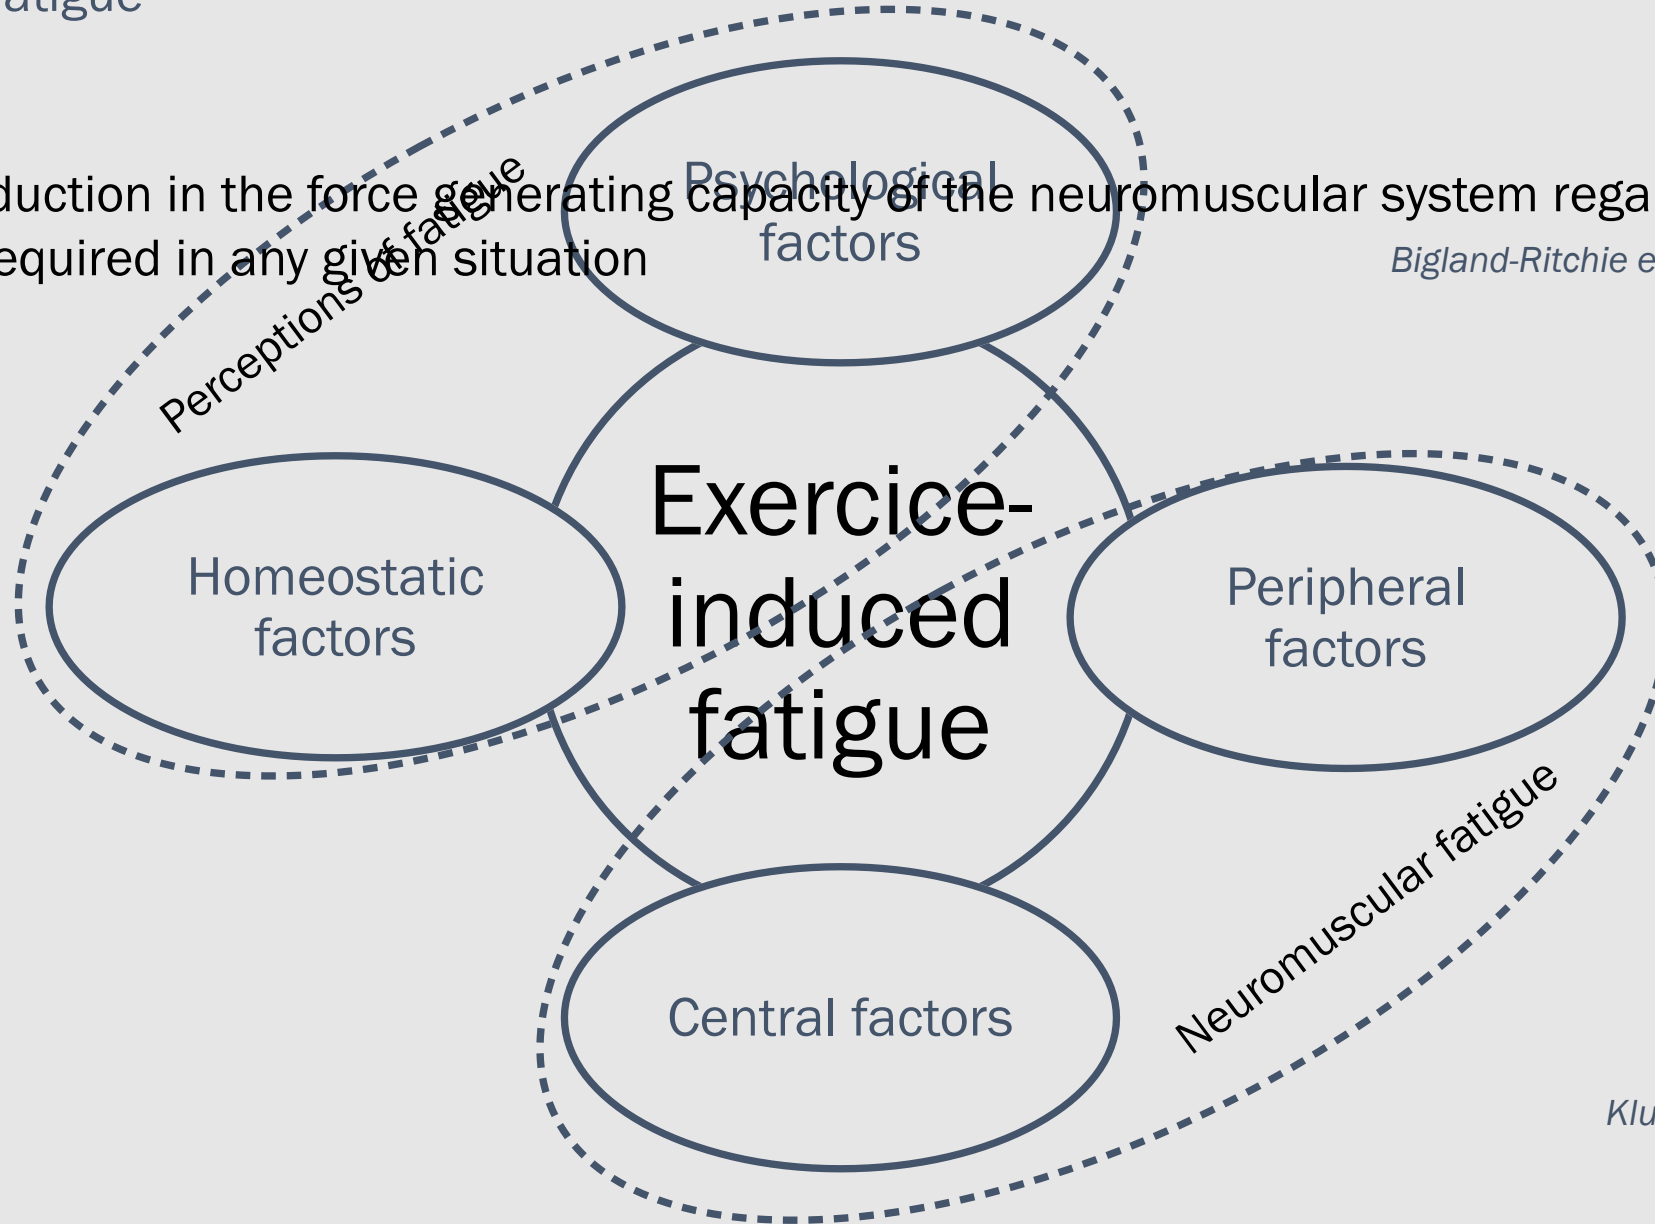 atigue
Psychological
factors
duction in the force generating capacity of the neuromuscular system rega
equired in any given situation
Bigland-Ritchie e
Perceptions of fatigue
Exercice-
induced
fatigue
Homeostatic
factors
Peripheral
factors
Neuromuscular fatigue
Central factors
Klu